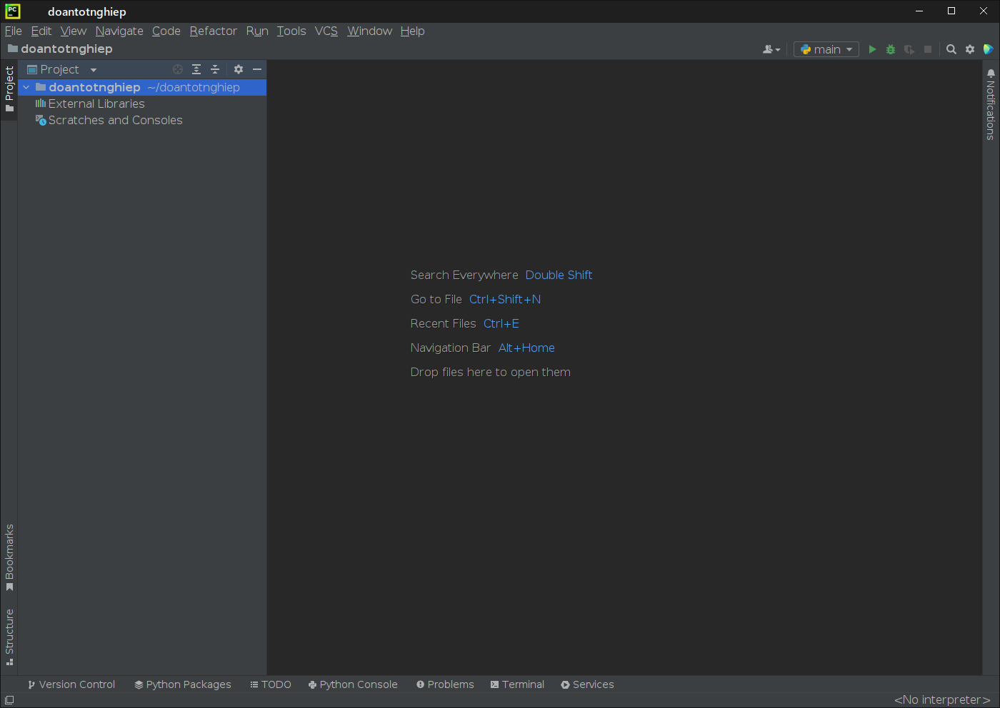 PC
doantotnghiep
File Edit View Navigate Code Refactor Run Tools VCS Window Help
doantotnghiep
main
Project
Project
doantotnghiep ~/doantotnghiep
External Libraries
Scratches and Consoles
Notifications
Search Everywhere Double Shift
Go to File Ctrl+Shift+N
Recent Files Ctrl+E
Navigation Bar Alt+Home
Drop files here to open them
Bookmarks
Structure
Version Control Python Packages TODO Python Console Problems Terminal Services
<No interpreter>